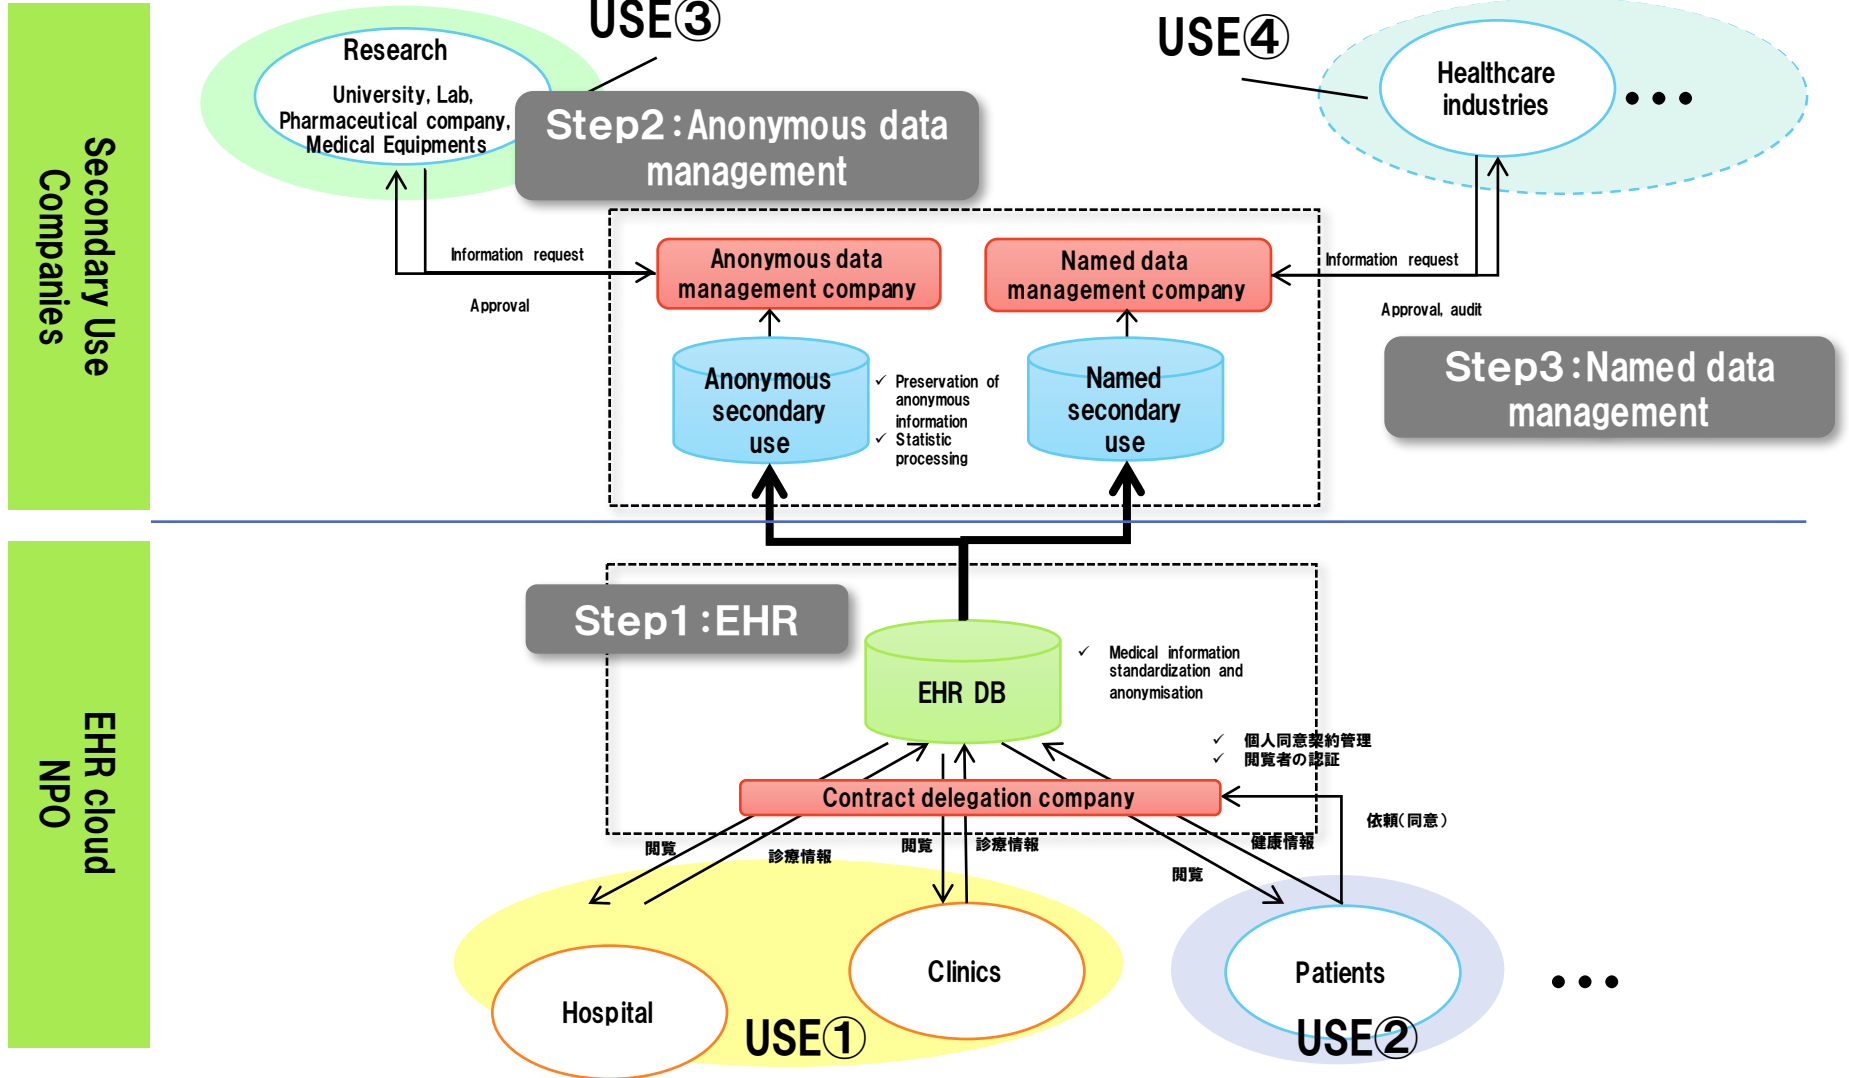 USE③
USE④
Research
University, Lab,
Pharmaceutical company,
Medical Equipments
Healthcare
industries
•••
Step2：Anonymous data
management
Secondary Use
Companies
Information request
Approval
Anonymous data
management company
Named data
management company
Information request
Approval, audit
Step3：Named data
management
Anonymous
secondary
use
✓ Preservation of
anonymous
information
✓ Statistic
processing
Named
secondary
use
Step1：EHR
EHR DB
✓ Medical information
standardization and
anonymisation
EHR cloud
NPO
✓ 個人同意契約管理
✓ 閲覧者の認証
Contract delegation company
依頼（同意）
閲覧
診療情報
閲覧
診療情報
閲覧
健康情報
Hospital
Clinics
Patients
•••
USE①
USE②